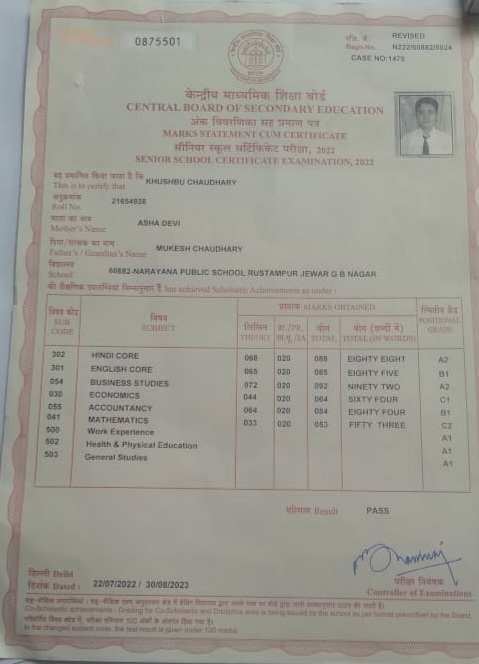 0875501
रजि. सं.
REVISED
Regn.No. N222/60882/0024
CASE NO:1475
केन्द्रीय माध्यमिक शिक्षा बोर्ड
CENTRAL BOARD OF SECONDARY EDUCATION
अंक विवरणिका सह प्रमाण पत्र
MARKS STATEMENT CUM CERTIFICATE
सीनियर स्कूल सर्टिफिकेट परीक्षा, 2022
SENIOR SCHOOL CERTIFICATE EXAMINATION, 2022
यह प्रमाणित किया जाता है कि
This is to certify that KHUSHBU CHAUDHARY
अनुक्रमांक
Roll No. 21654938
माता का नाम
Mother's Name ASHA DEVI
पिता/संरक्षक का नाम
Father's / Guardian's Name MUKESH CHAUDHARY
विद्यालय
School 60882-NARAYANA PUBLIC SCHOOL RUSTAMPUR JEWAR G B NAGAR
की शैक्षणिक उपलब्धियां निम्नानुसार हैं has achieved Scholastic Achievements as under :
विषय कोड SUB CODE
विषय SUBJECT
प्राप्तांक MARKS OBTAINED
लिखित THEORY
योग TOTAL
योग (शब्दों में) TOTAL (IN WORDS)
स्थितीय ग्रेड POSITIONAL GRADE
302 HINDI CORE 068 020 088 EIGHTY EIGHT A2
301 ENGLISH CORE 065 020 085 EIGHTY FIVE B1
054 BUSINESS STUDIES 072 020 092 NINETY TWO A2
030 ECONOMICS 044 020 064 SIXTY FOUR C1
055 ACCOUNTANCY 064 020 084 EIGHTY FOUR B1
041 MATHEMATICS 033 020 053 FIFTY THREE C2
500 Work Experience A1
502 Health & Physical Education A1
503 General Studies A1
परिणाम Result PASS
दिल्ली Delhi
दिनांक Dated : 22/07/2022 / 30/08/2023
परीक्षा नियंत्रक
Controller of Examinations
Co-Scholastic achievements : Grading for Co-Scholastic and Discipline area is being issued by the school as per format prescribed by the Board
In the changed subject code, the test result is given under 120 marks.